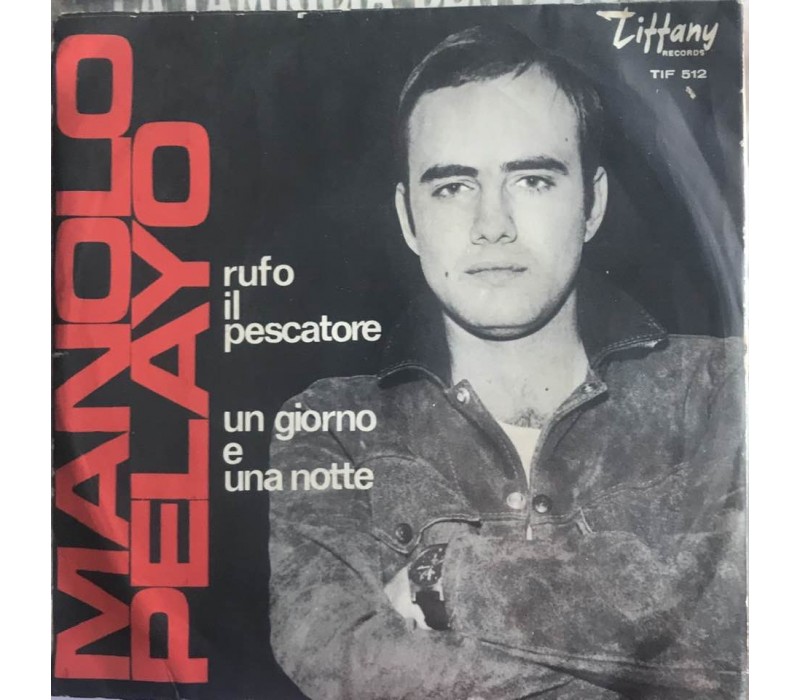 Tiffany
RECORDS
TIF 512
MANOLO
PELAYO
rufo
il
pescatore
un giorno
e
una notte